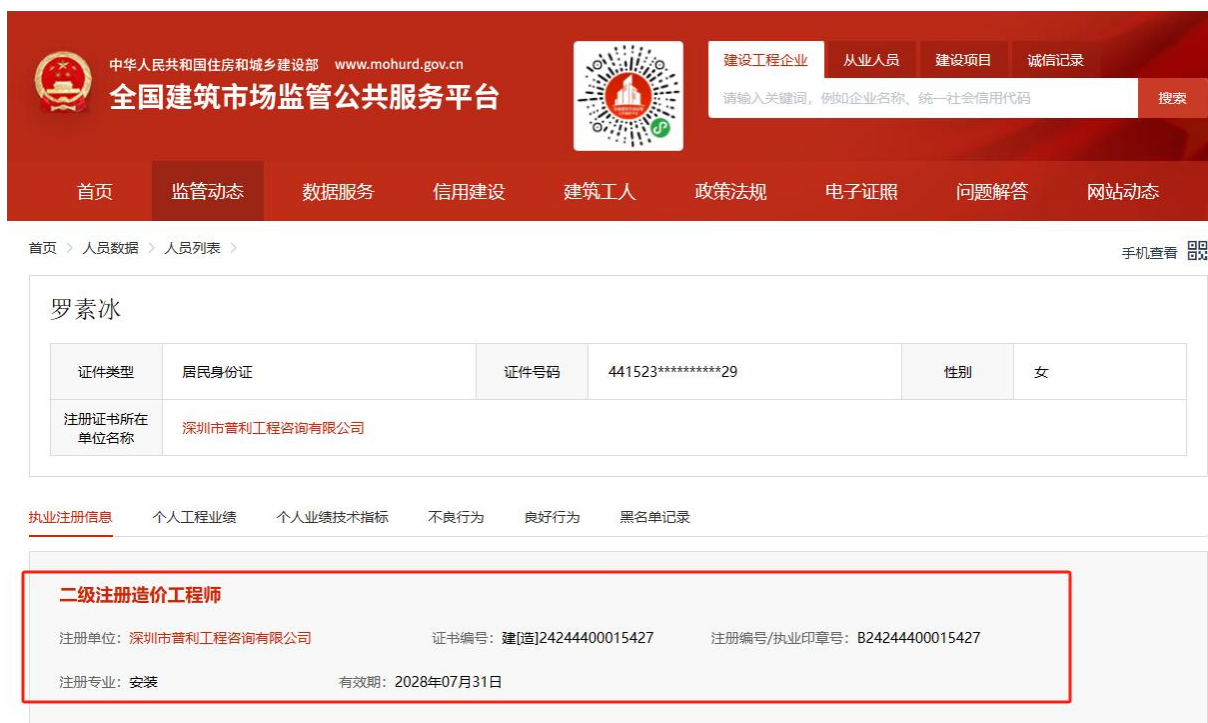 中华人民共和国住房和城乡建设部 www.mohurd.gov.cn
全国建筑市场监管公共服务平台
建设工程企业 从业人员 建设项目 诚信记录
请输入关键词，例如企业名称、统一社会信用代码 搜索
首页 监管动态 数据服务 信用建设 建筑工人 政策法规 电子证照 问题解答 网站动态
首页 > 人员数据 > 人员列表 >
手机查看
罗素冰
证件类型 居民身份证 证件号码 441523**********29 性别 女
注册证书所在
单位名称
深圳市普利工程咨询有限公司
执业注册信息 个人工程业绩 个人业绩技术指标 不良行为 良好行为 黑名单记录
二级注册造价工程师
注册单位：深圳市普利工程咨询有限公司 证书编号：建[造]24244400015427 注册编号/执业印章号：B24244400015427
注册专业：安装 有效期：2028年07月31日